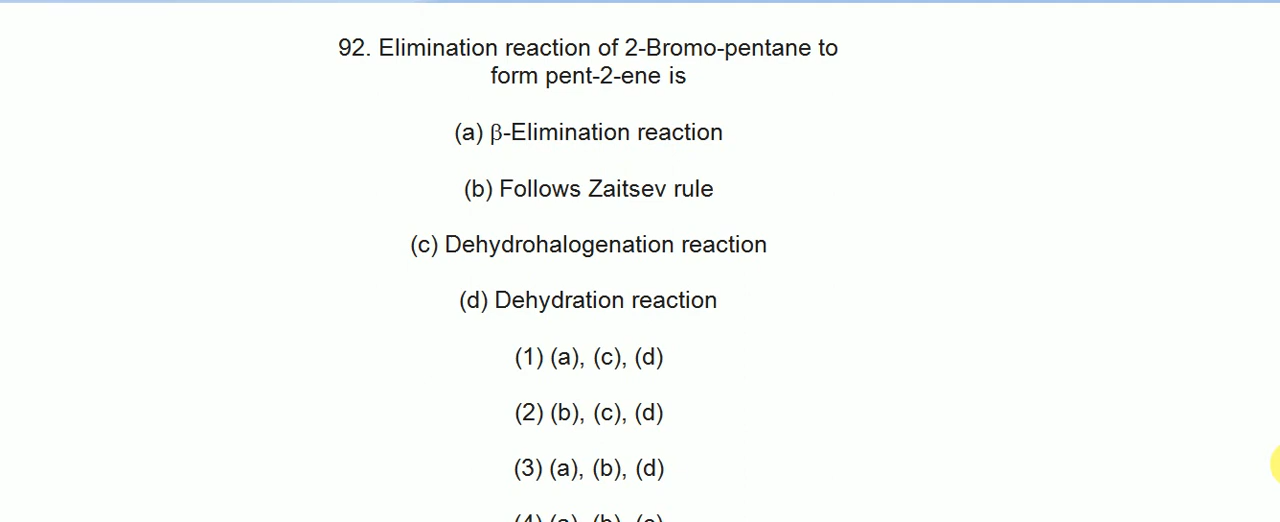 92. Elimination reaction of 2-Bromo-pentane to
form pent-2-ene is
(a) β-Elimination reaction
(b) Follows Zaitsev rule
(c) Dehydrohalogenation reaction
(d) Dehydration reaction
(1) (a), (c), (d)
(2) (b), (c), (d)
(3) (a), (b), (d)
(4) (a), (b), (c)